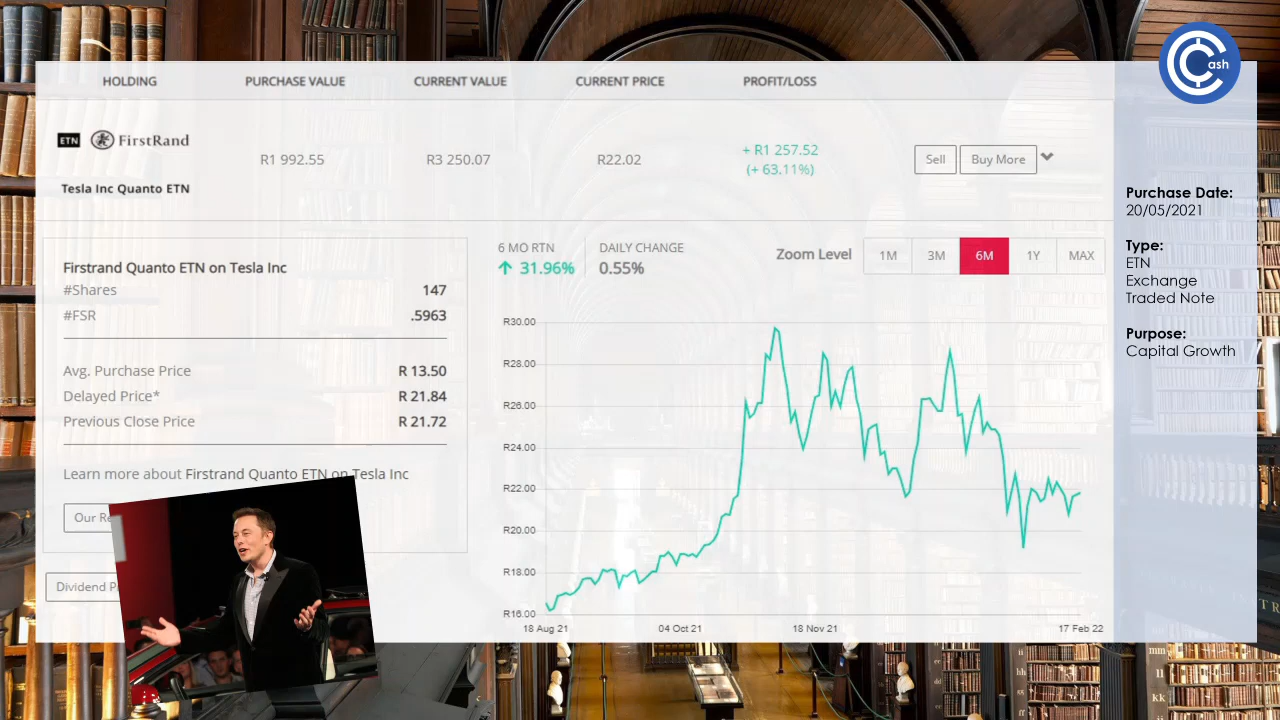 ash
HOLDING PURCHASE VALUE CURRENT VALUE CURRENT PRICE PROFIT/LOSS
ETN FirstRand
Tesla Inc Quanto ETN
R1 992.55 R3 250.07 R22.02 + R1 257.52
(+ 63.11%)
Sell Buy More
Purchase Date:
20/05/2021
Type:
ETN
Exchange
Traded Note
Purpose:
Capital Growth
Firstrand Quanto ETN on Tesla Inc
#Shares 147
#FSR .5963
Avg. Purchase Price R 13.50
Delayed Price* R 21.84
Previous Close Price R 21.72
Learn more about Firstrand Quanto ETN on Tesla Inc
Our Re
Dividend P
6 MO RTN DAILY CHANGE
31.96% 0.55%
Zoom Level 1M 3M 6M 1Y MAX
R30.00
R28.00
R26.00
R24.00
R22.00
R20.00
R18.00
R16.00
18 Aug 21 04 Oct 21 18 Nov 21 17 Feb 22
mm
ll
kk